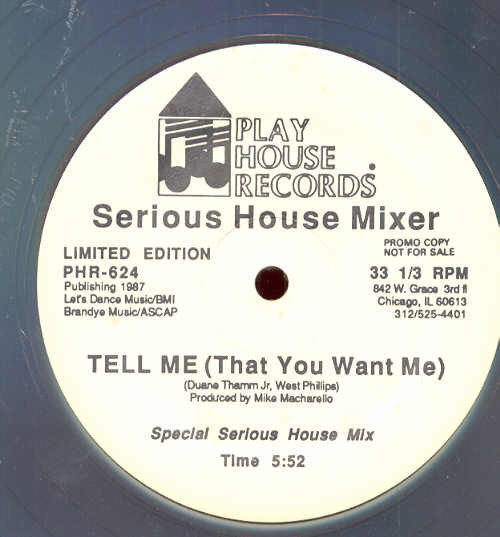 PLAY
HOUSE
RECORDS.
Serious House Mixer
LIMITED EDITION
PHR-624
Publishing 1987
Let's Dance Music/BMI
Brandye Music/ASCAP
PROMO COPY
NOT FOR SALE
33 1/3 RPM
842 W. Grace 3rd fl
Chicago, IL 60613
312/525-4401
TELL ME (That You Want Me)
(Duane Thamm Jr, West Phillips)
Produced by Mike Macharello
Special Serious House Mix
Time 5:52